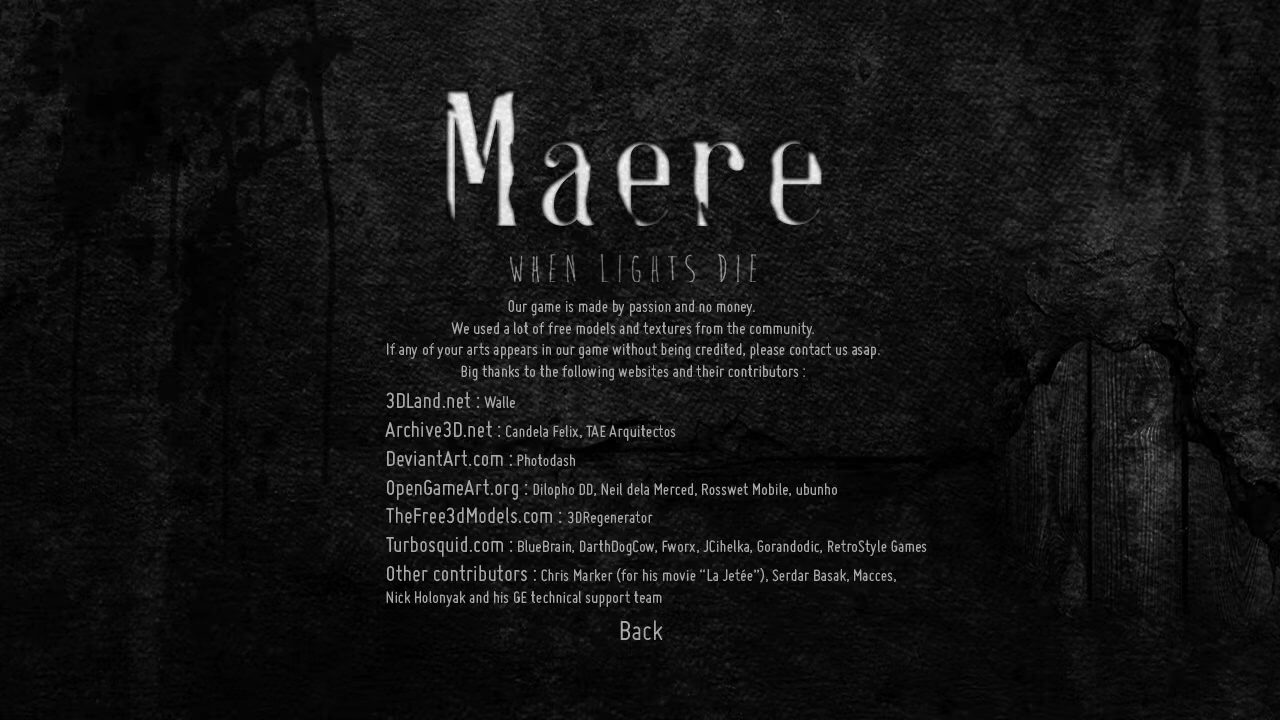 Maere
WHEN LIGHTS DIE
Our game is made by passion and no money.
We used a lot of free models and textures from the community.
If any of your arts appears in our game without being credited, please contact us asap.
Big thanks to the following websites and their contributors :
3DLand.net : Walle
Archive3D.net : Candela Felix, TAE Arquitectos
DeviantArt.com : Photodash
OpenGameArt.org : Dilopho DD, Neil dela Merced, Rosswet Mobile, ubunho
TheFree3dModels.com : 3DRegenerator
Turbosquid.com : BlueBrain, DarthDogCow, Fworx, JCihelka, Gorandodic, RetroStyle Games
Other contributors : Chris Marker (for his movie “La Jetée”), Serdar Basak, Macces,
Nick Holonyak and his GE technical support team
Back